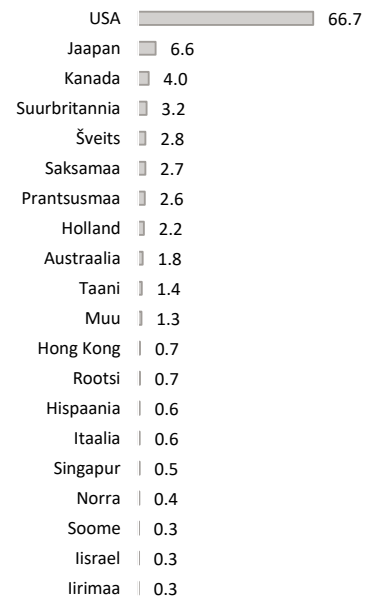 USA 66.7
Jaapan 6.6
Kanada 4.0
Suurbritannia 3.2
Šveits 2.8
Saksamaa 2.7
Prantsusmaa 2.6
Holland 2.2
Austraalia 1.8
Taani 1.4
Muu 1.3
Hong Kong 0.7
Rootsi 0.7
Hispaania 0.6
Itaalia 0.6
Singapur 0.5
Norra 0.4
Soome 0.3
Iisrael 0.3
Iirimaa 0.3